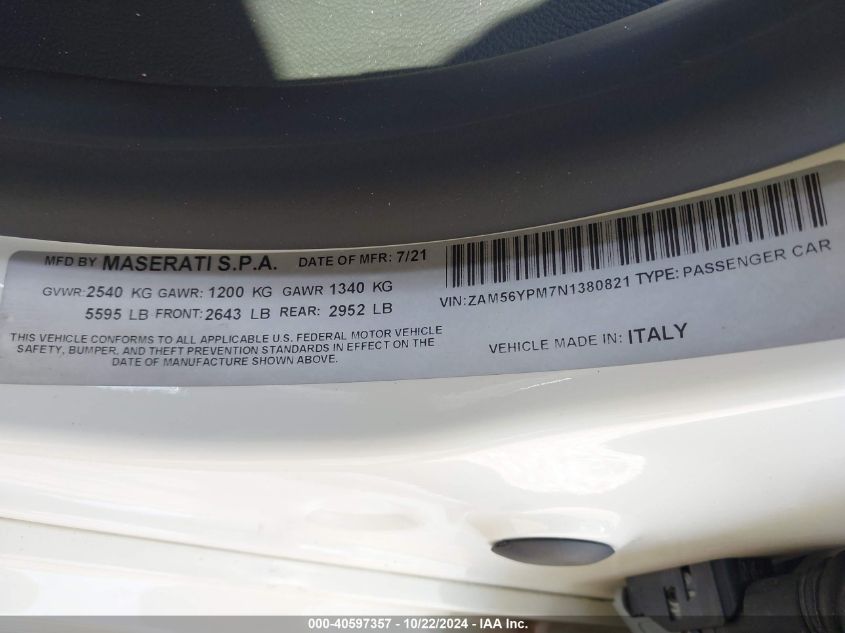 MFD BY MASERATI S.P.A. DATE OF MFR: 7/21
GVWR:2540 KG GAWR: 1200 KG GAWR 1340 KG
5595 LB FRONT:2643 LB REAR: 2952 LB
THIS VEHICLE CONFORMS TO ALL APPLICABLE U.S. FEDERAL MOTOR VEHICLE
SAFETY, BUMPER, AND THEFT PREVENTION STANDARDS IN EFFECT ON THE
DATE OF MANUFACTURE SHOWN ABOVE.
VIN:ZAM56YPM7N1380821 TYPE: PASSENGER CAR
VEHICLE MADE IN: ITALY
000-40597357 - 10/22/2024 - IAA, Inc.